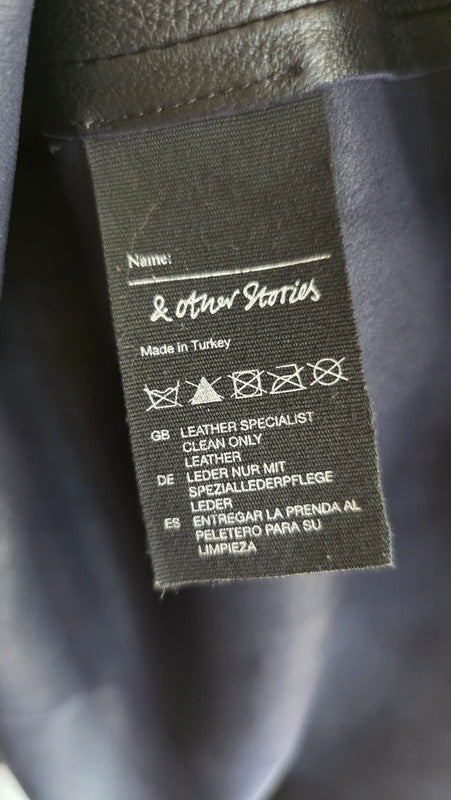 Name:
& other Stories
Made in Turkey
GB LEATHER SPECIALIST
CLEAN ONLY
LEATHER
DE LEDER NUR MIT
SPEZIALLEDERPFLEGE
LEDER
ES ENTREGAR LA PRENDA AL
PELETERO PARA SU
LIMPIEZA